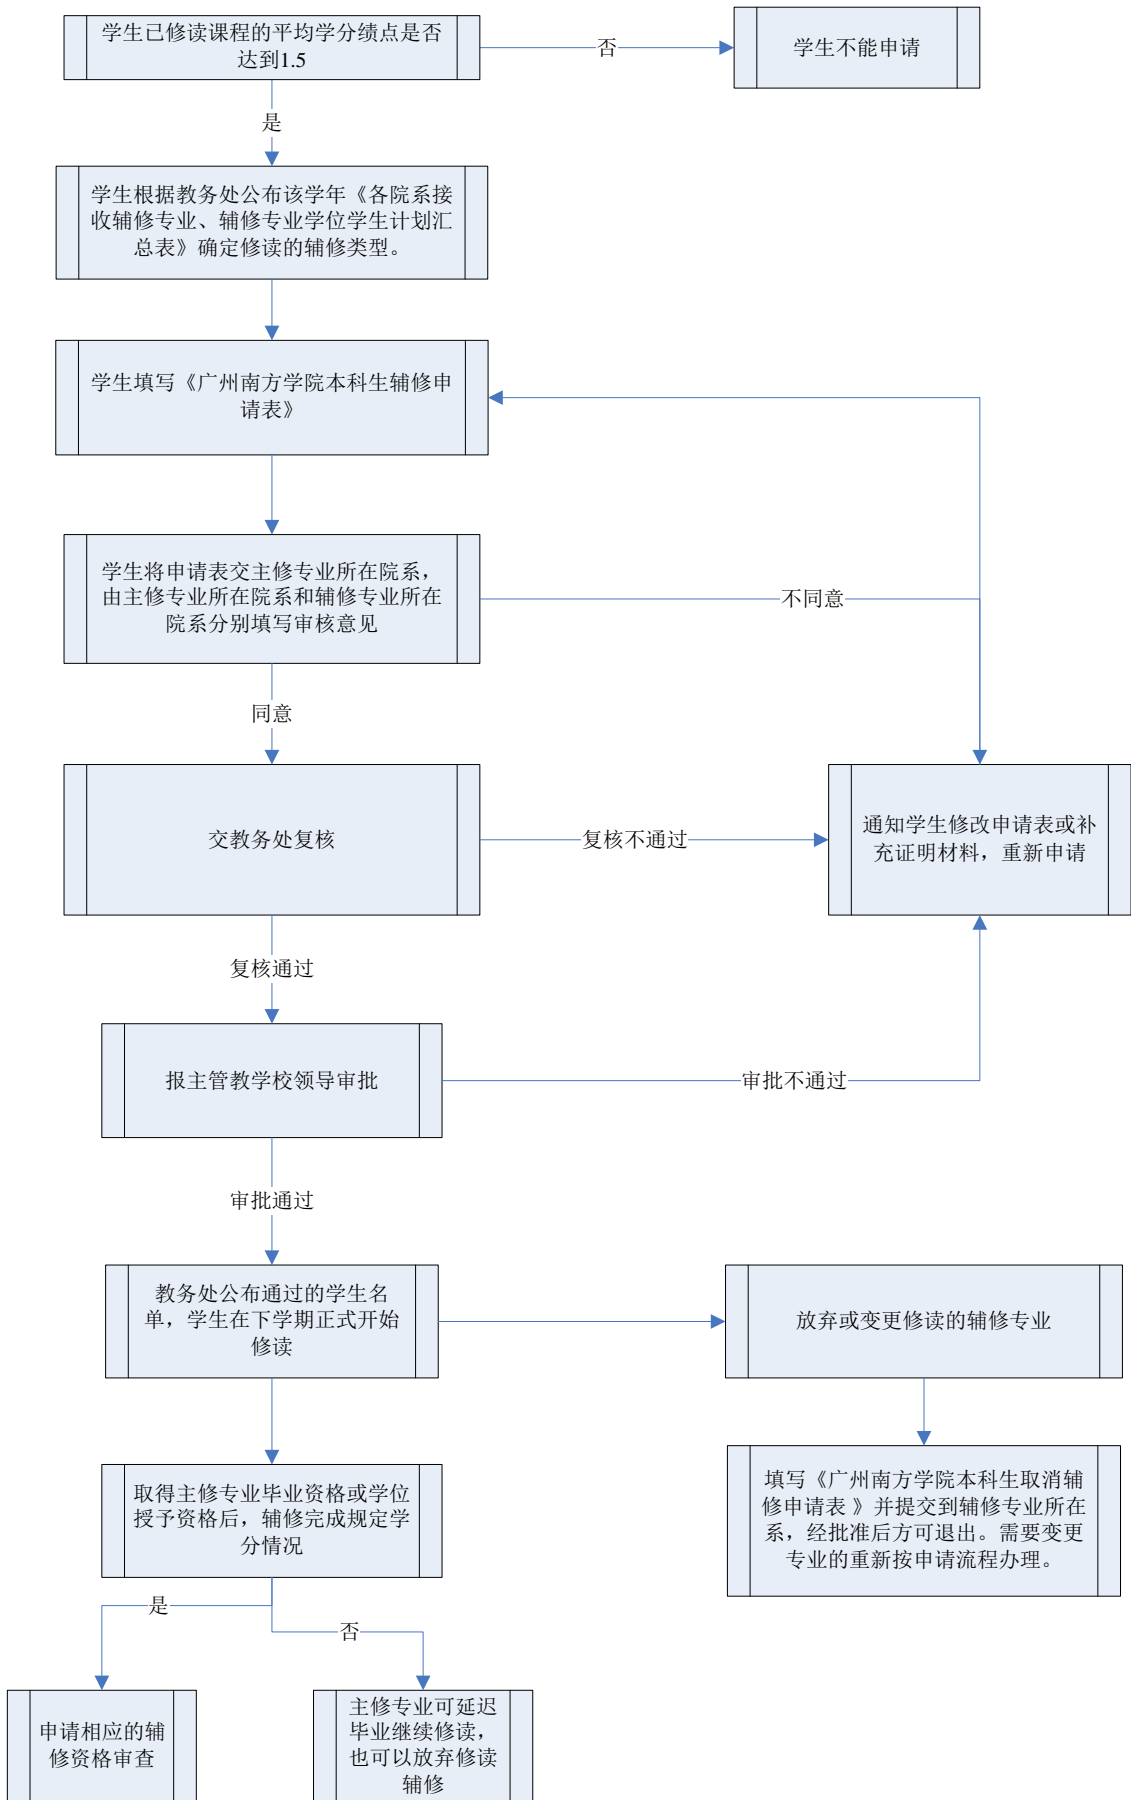 学生已修读课程的平均学分绩点是否
达到1.5
否
学生不能申请
是
学生根据教务处公布该学年《各院系接
收辅修专业、辅修专业学位学生计划汇
总表》确定修读的辅修类型。
学生填写《广州南方学院本科生辅修申
请表》
学生将申请表交主修专业所在院系，
由主修专业所在院系和辅修专业所在
院系分别填写审核意见
不同意
同意
交教务处复核
复核不通过
通知学生修改申请表或补
充证明材料，重新申请
复核通过
报主管教学校领导审批
审批不通过
审批通过
教务处公布通过的学生名
单，学生在下学期正式开始
修读
放弃或变更修读的辅修专业
取得主修专业毕业资格或学位
授予资格后，辅修完成规定学
分情况
填写《广州南方学院本科生取消辅
修申请表 》并提交到辅修专业所在
系，经批准后方可退出。需要变更
专业的重新按申请流程办理。
是
否
申请相应的辅
修资格审查
主修专业可延迟
毕业继续修读，
也可以放弃修读
辅修